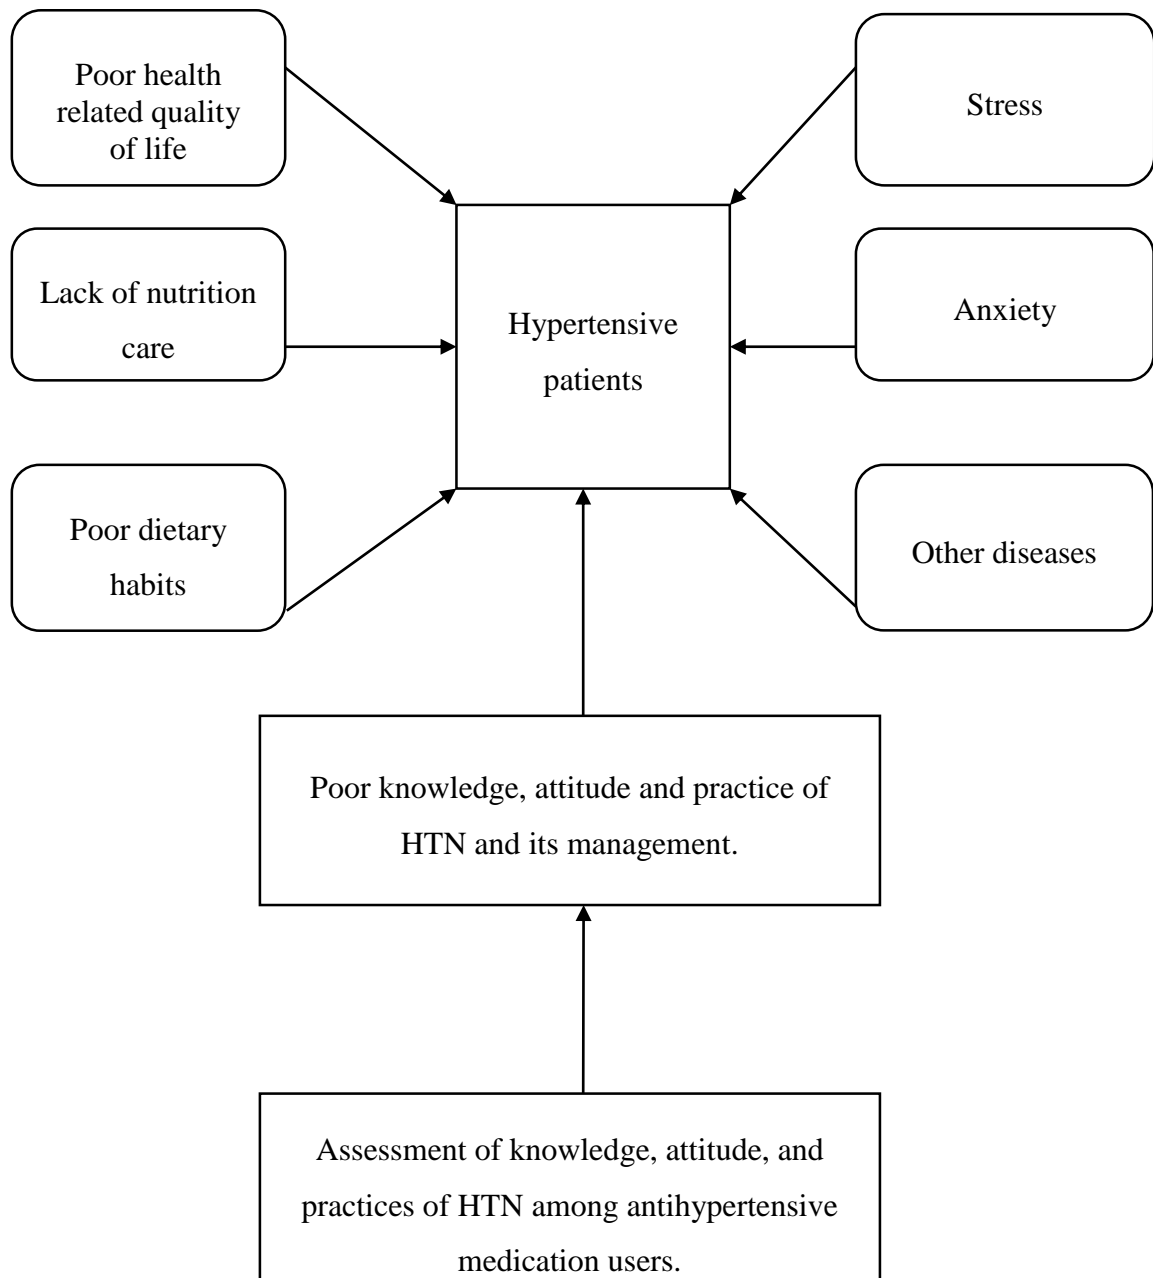 Poor health
related quality
of life
Stress
Lack of nutrition
care
Hypertensive
patients
Anxiety
Poor dietary
habits
Other diseases
Poor knowledge, attitude and practice of
HTN and its management.
Assessment of knowledge, attitude, and
practices of HTN among antihypertensive
medication users.